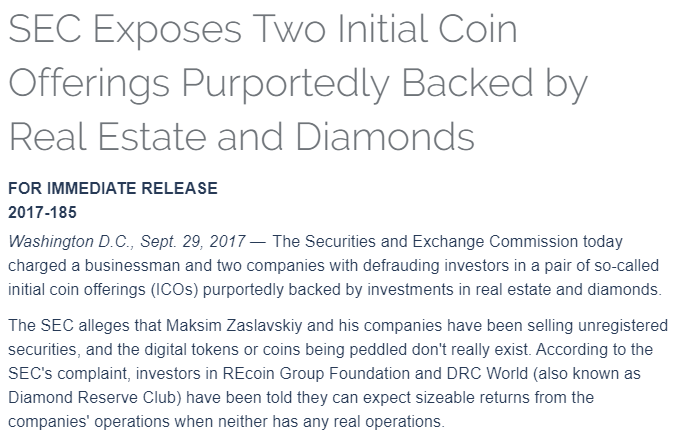 SEC Exposes Two Initial Coin
Offerings Purportedly Backed by
Real Estate and Diamonds
FOR IMMEDIATE RELEASE
2017-185
Washington D.C., Sept. 29, 2017 — The Securities and Exchange Commission today
charged a businessman and two companies with defrauding investors in a pair of so-called
initial coin offerings (ICOs) purportedly backed by investments in real estate and diamonds.
The SEC alleges that Maksim Zaslavskiy and his companies have been selling unregistered
securities, and the digital tokens or coins being peddled don't really exist. According to the
SEC's complaint, investors in REcoin Group Foundation and DRC World (also known as
Diamond Reserve Club) have been told they can expect sizeable returns from the
companies' operations when neither has any real operations.